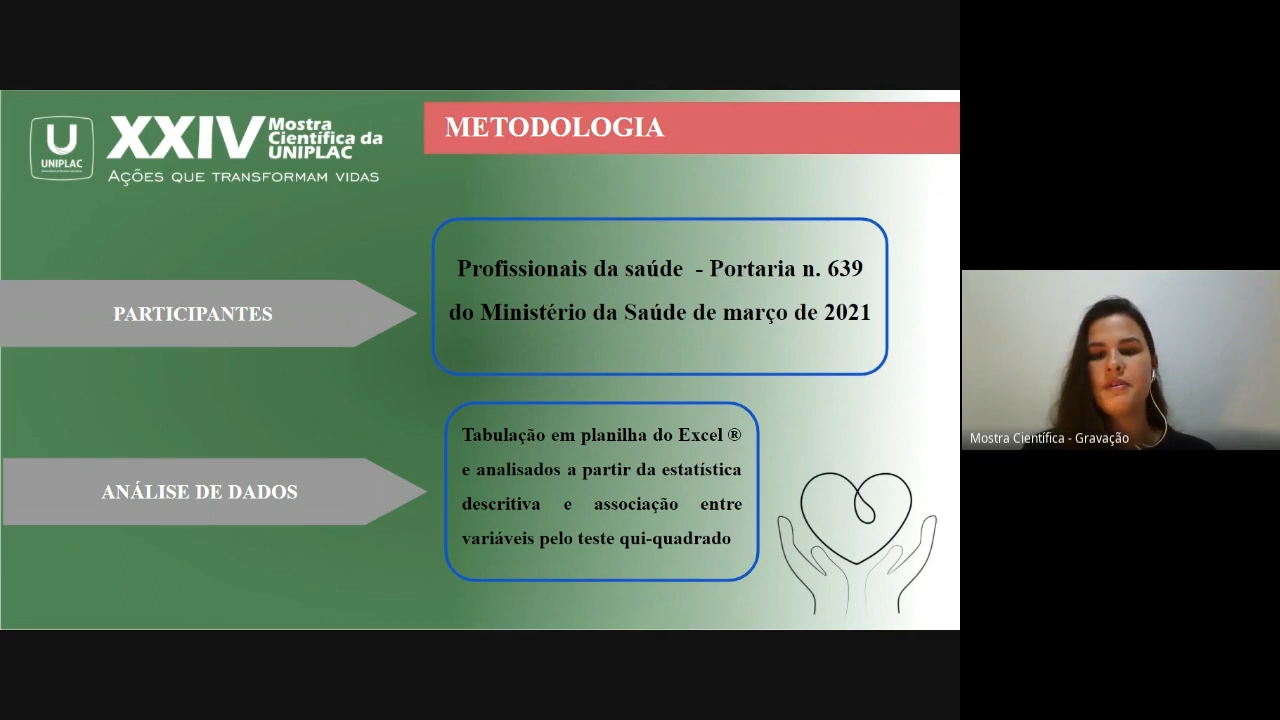 U
UNIPLAC
XXIV Mostra
Científica da
UNIPLAC
AÇÕES QUE TRANSFORMAM VIDAS
METODOLOGIA
PARTICIPANTES
Profissionais da saúde - Portaria n. 639
do Ministério da Saúde de março de 2021
ANÁLISE DE DADOS
Tabulação em planilha do Excel ®
e analisados a partir da estatística
descritiva e associação entre
variáveis pelo teste qui-quadrado
Mostra Científica - Gravação